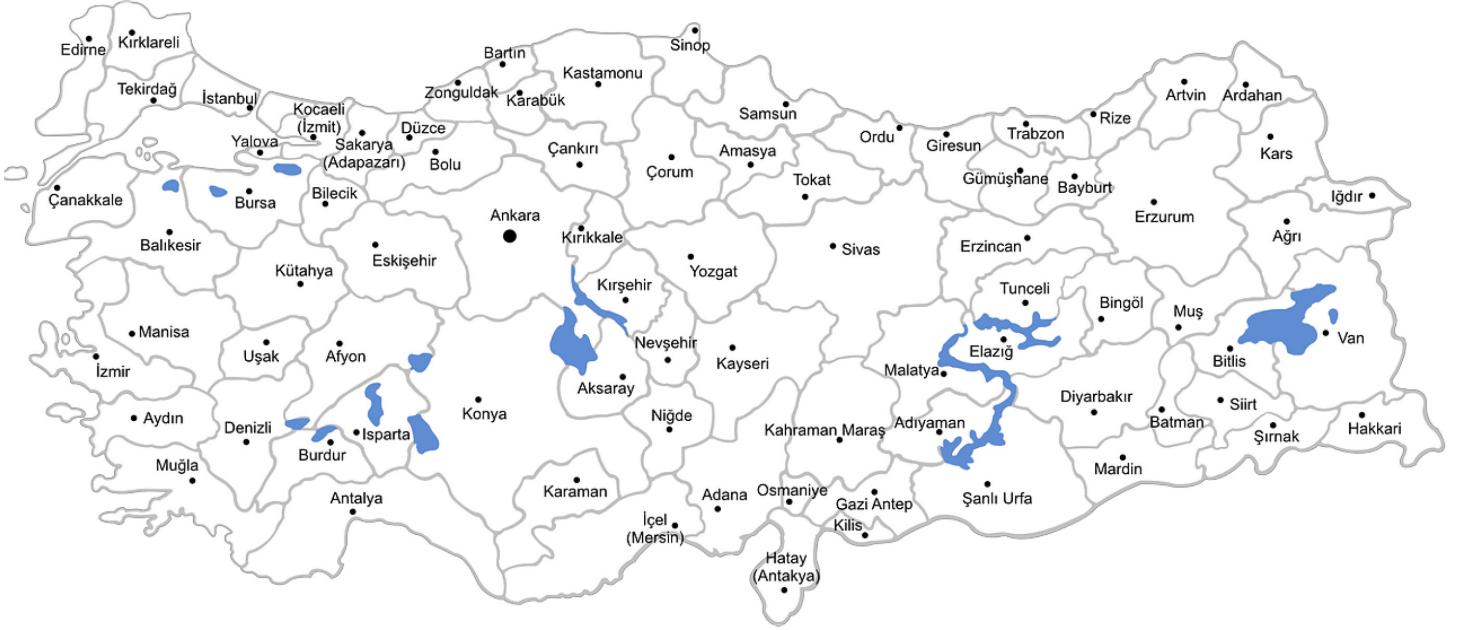 Edirne
Kırklareli
Tekirdağ
İstanbul
Kocaeli
(İzmit)
Yalova
Sakarya
(Adapazarı)
Düzce
Bolu
Zonguldak
Bartın
Karabük
Kastamonu
Sinop
Çankırı
Çorum
Samsun
Amasya
Tokat
Ordu
Giresun
Trabzon
Rize
Artvin
Ardahan
Kars
Gümüşhane
Bayburt
Erzurum
Iğdır
Ağrı
Çanakkale
Balıkesir
Bursa
Bilecik
Kütahya
Eskişehir
Ankara
Kırıkkale
Kırşehir
Yozgat
Sivas
Erzincan
Tunceli
Bingöl
Muş
Bitlis
Van
Manisa
İzmir
Uşak
Afyon
Konya
Aksaray
Nevşehir
Kayseri
Malatya
Elazığ
Diyarbakır
Batman
Siirt
Şırnak
Hakkari
Aydın
Denizli
Burdur
Isparta
Niğde
Kahraman Maraş
Adıyaman
Mardin
Muğla
Antalya
Karaman
İçel
(Mersin)
Adana
Osmaniye
Gazi Antep
Kilis
Şanlı Urfa
Hatay
(Antakya)